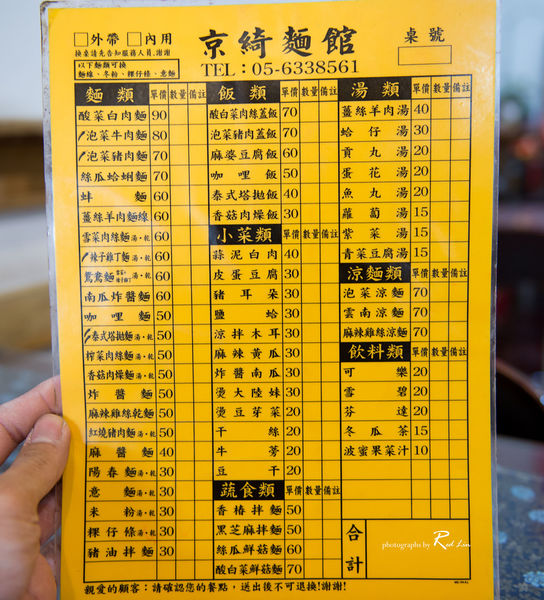 □外帶 □內用
換桌請先告知服務人員,謝謝
以下麵類可換
麵線、冬粉、粿仔條、意麵
京綺麵館
TEL：05-6338561
桌號
麵類 單價 數量 備註
酸菜白肉麵 90
泡菜牛肉麵 80
泡菜豬肉麵 70
絲瓜蛤蜊麵 70
蚌麵 60
薑絲羊肉麵線 60
雪菜肉絲麵 湯・乾 60
辣子雞丁麵 湯・乾 60
鴛鴦麵 60
南瓜炸醬麵 60
咖哩麵 50
泰式塔拋麵 湯・乾 50
榨菜肉絲麵 湯・乾 50
香菇肉燥麵 湯・乾 50
炸醬麵 50
麻辣雞絲乾麵 50
紅燒豬肉麵 湯・乾 50
麻醬麵 40
陽春麵 湯・乾 30
意麵 湯・乾 30
米粉 湯・乾 30
粿仔條 湯・乾 30
豬油拌麵 30
飯類 單價 數量 備註
酸白菜肉絲蓋飯 70
泡菜豬肉蓋飯 70
麻婆豆腐飯 60
咖哩飯 50
泰式塔拋飯 40
香菇肉燥飯 30
小菜類 單價 數量 備註
蒜泥白肉 40
皮蛋豆腐 30
豬耳朵 30
鹽蛤 30
涼拌木耳 30
麻辣黃瓜 30
炸醬南瓜 30
燙大陸妹 30
燙豆芽菜 20
干絲 20
牛蒡 20
豆干 20
蔬食類 單價 數量 備註
香椿拌麵 50
黑芝麻拌麵 50
絲瓜鮮菇麵 60
酸白菜鮮菇麵 70
湯類 單價 數量 備註
薑絲羊肉湯 40
蛤仔湯 30
貢丸湯 20
蛋花湯 20
魚丸湯 20
蘿蔔湯 15
紫菜湯 15
青菜豆腐湯 15
涼麵類 單價 數量 備註
泡菜涼麵 70
雲南涼麵 70
麻辣雞絲涼麵 70
飲料類 單價 數量 備註
可樂 20
雪碧 20
芬達 20
冬瓜茶 15
波蜜果菜汁 10
合計
photographs by Red Lin
親愛的顧客：請確認您的餐點，送出後不可退換!謝謝!